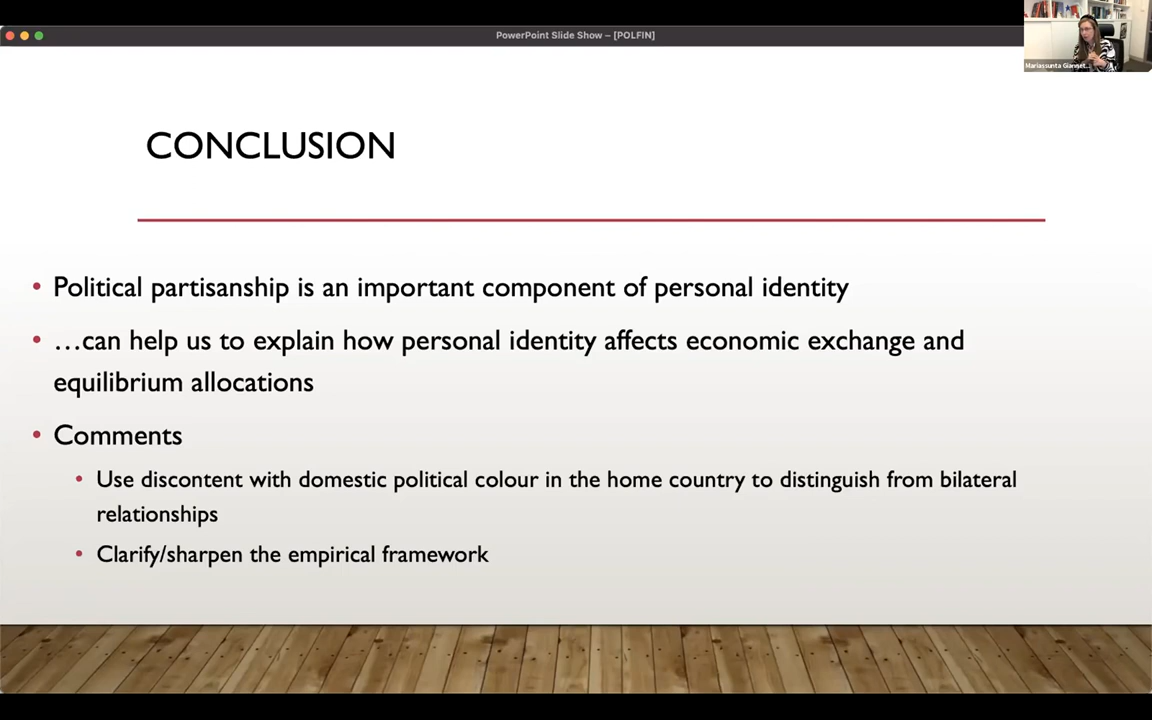 PowerPoint Slide Show – [POLFIN]
Mariassunta Giannet...
CONCLUSION
• Political partisanship is an important component of personal identity
• …can help us to explain how personal identity affects economic exchange and
equilibrium allocations
• Comments
• Use discontent with domestic political colour in the home country to distinguish from bilateral
relationships
• Clarify/sharpen the empirical framework